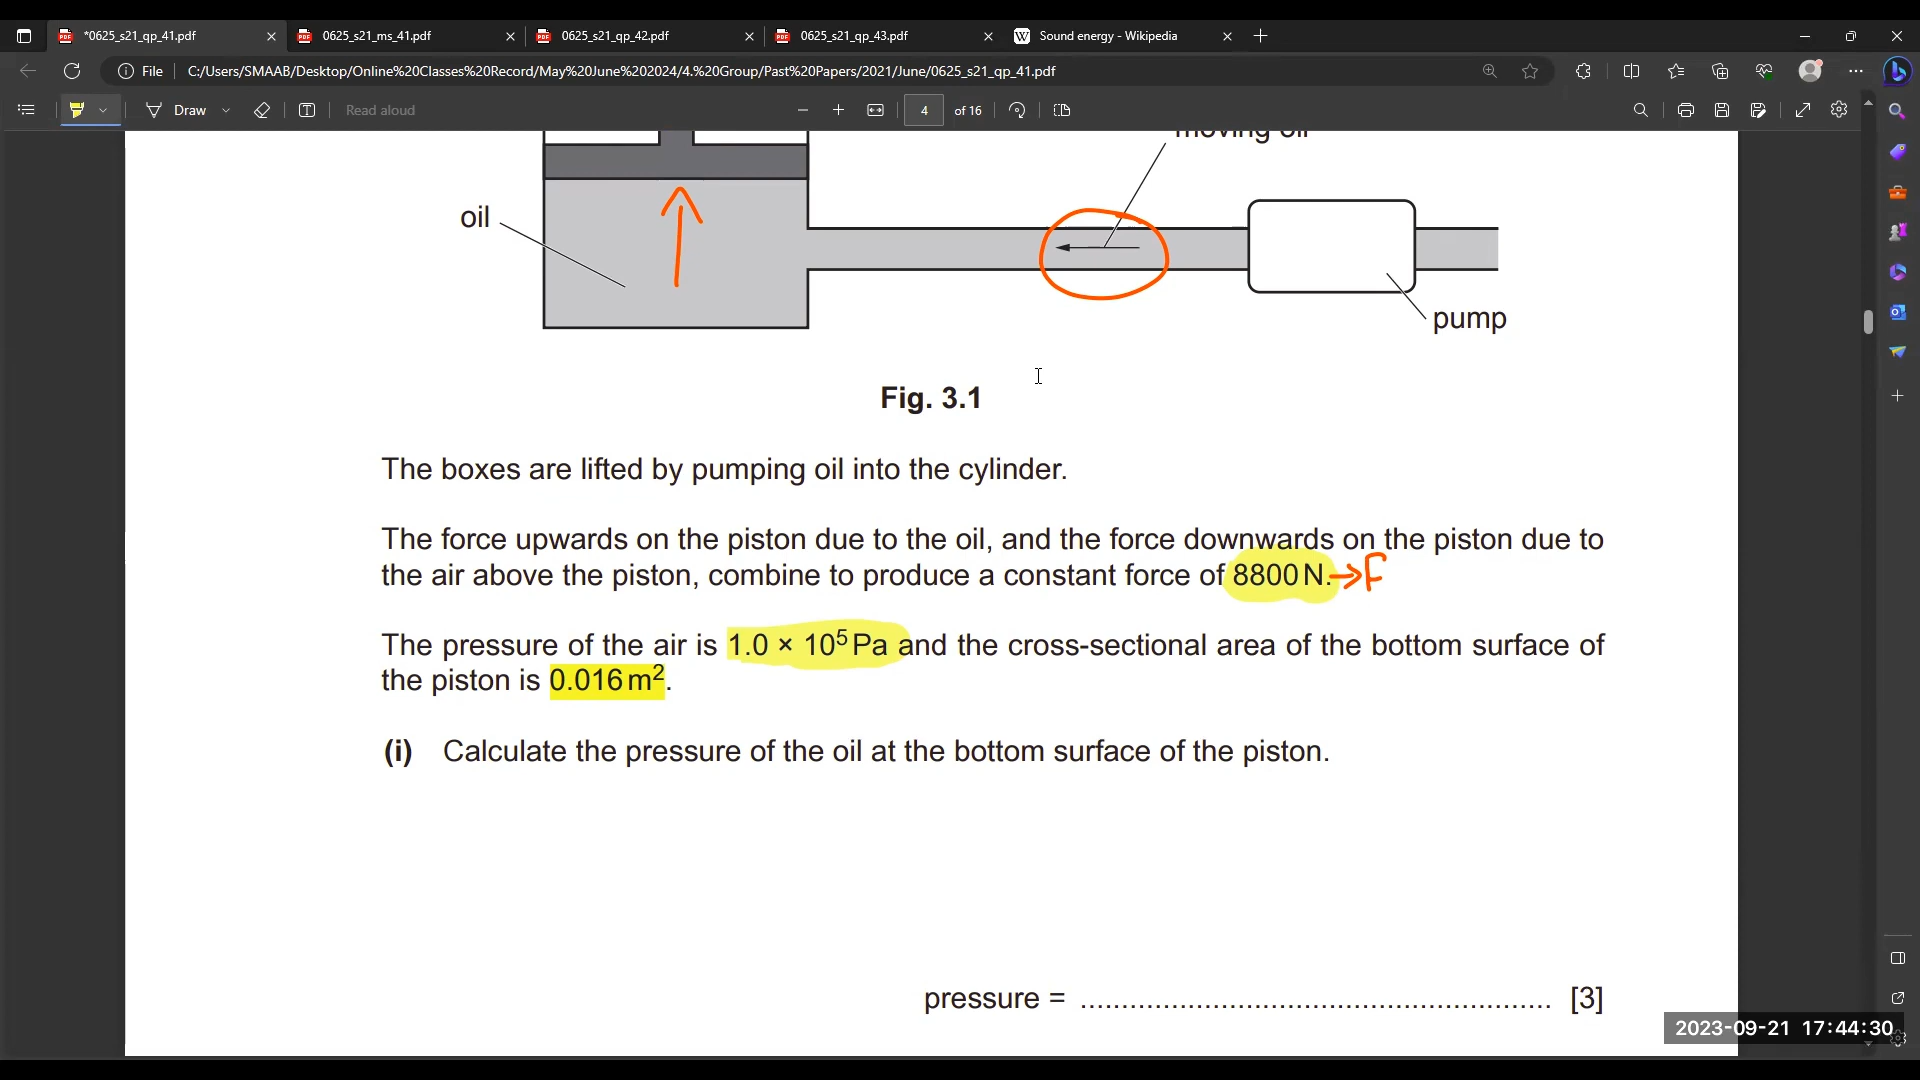 *0625_s21_qp_41.pdf
0625_s21_ms_41.pdf
0625_s21_qp_42.pdf
0625_s21_qp_43.pdf
W Sound energy - Wikipedia
File C:/Users/SMAAB/Desktop/Online%20Classes%20Record/May%20June%202024/4.%20Group/Past%20Papers/2021/June/0625_s21_qp_41.pdf
Draw Read aloud 4 of 16
moving oil
oil
pump
Fig. 3.1
The boxes are lifted by pumping oil into the cylinder.
The force upwards on the piston due to the oil, and the force downwards on the piston due to
the air above the piston, combine to produce a constant force of 8800 N. →F
The pressure of the air is 1.0 × 10⁵ Pa and the cross-sectional area of the bottom surface of
the piston is 0.016 m².
(i) Calculate the pressure of the oil at the bottom surface of the piston.
pressure = ......................................................... [3]
2023-09-21 17:44:30